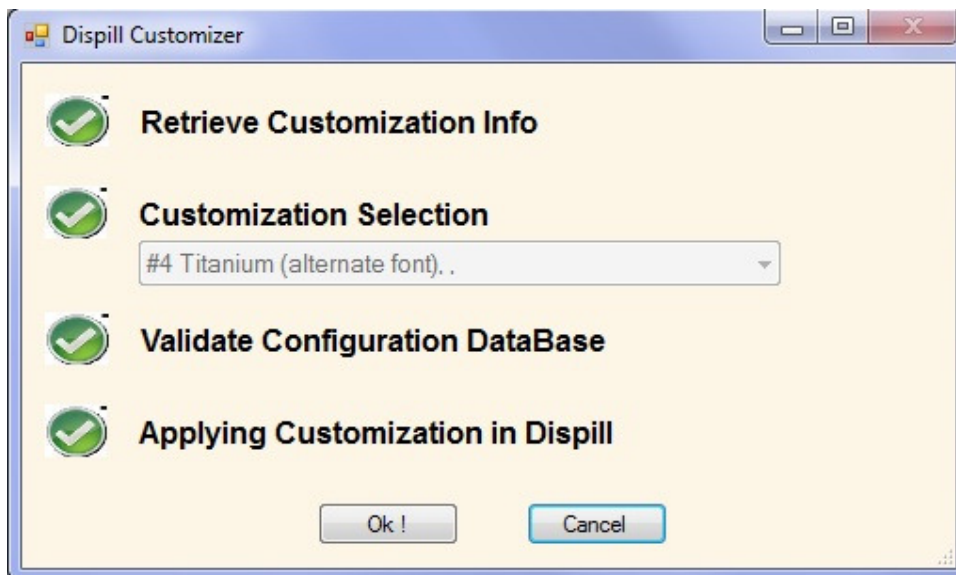 Dispill Customizer
Retrieve Customization Info
Customization Selection
#4 Titanium (alternate font), ,
Validate Configuration DataBase
Applying Customization in Dispill
Ok !
Cancel